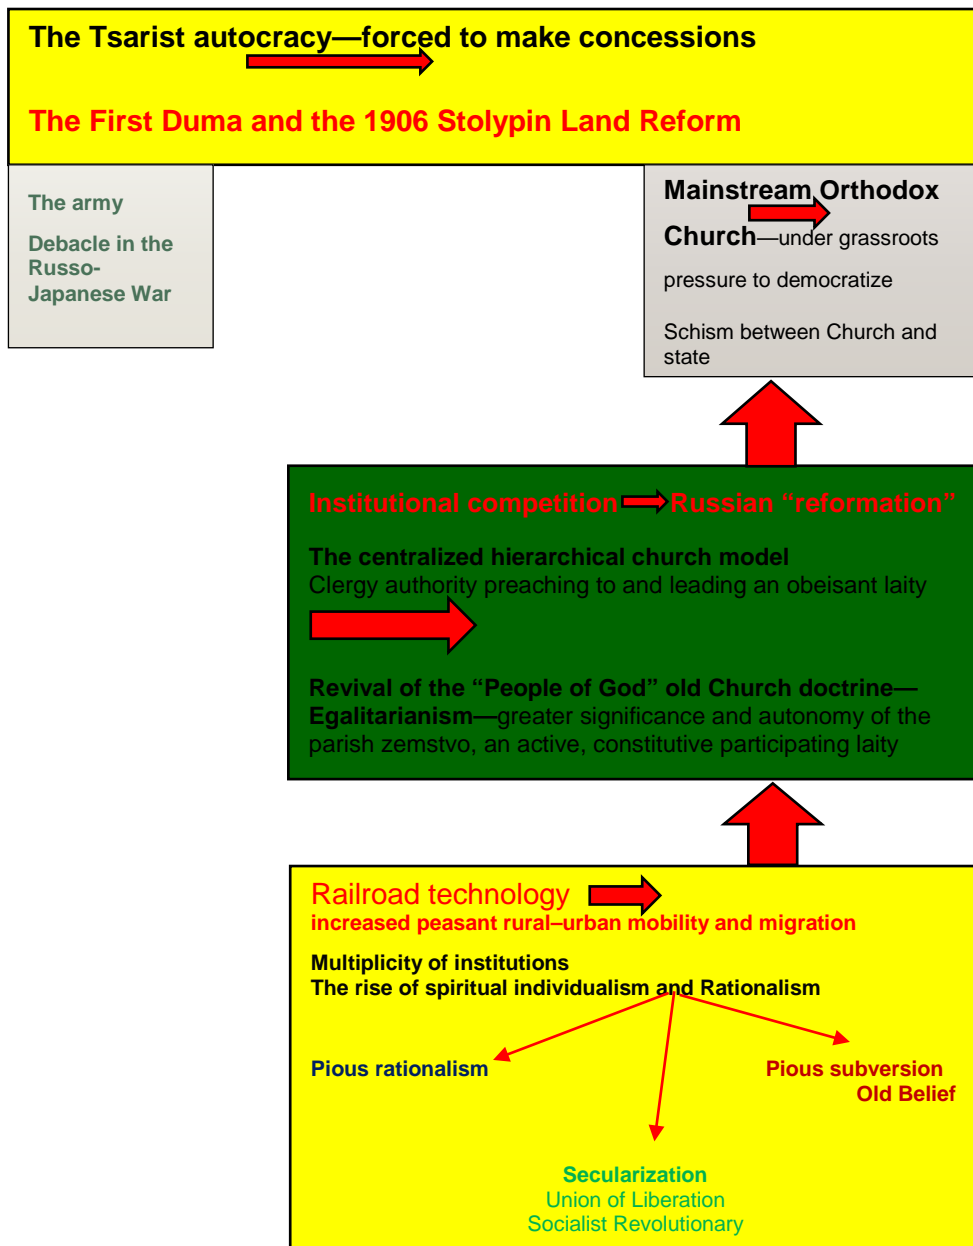 The Tsarist autocracy—forced to make concessions
The First Duma and the 1906 Stolypin Land Reform
The army
Debacle in the
Russo-
Japanese War
Mainstream Orthodox
Church—under grassroots
pressure to democratize
Schism between Church and
state
Institutional competition Russian “reformation”
The centralized hierarchical church model
Clergy authority preaching to and leading an obeisant laity
Revival of the “People of God” old Church doctrine—
Egalitarianism—greater significance and autonomy of the
parish zemstvo, an active, constitutive participating laity
Railroad technology
increased peasant rural–urban mobility and migration
Multiplicity of institutions
The rise of spiritual individualism and Rationalism
Pious rationalism
Pious subversion
Old Belief
Secularization
Union of Liberation
Socialist Revolutionary